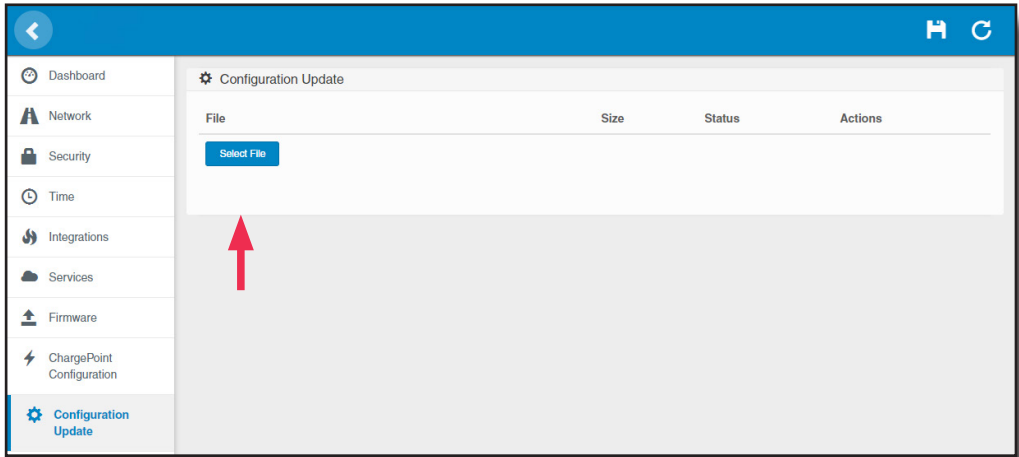 Dashboard
Network
Security
Time
Integrations
Services
Firmware
ChargePoint
Configuration
Configuration
Update
Configuration Update
File Size Status Actions
Select File